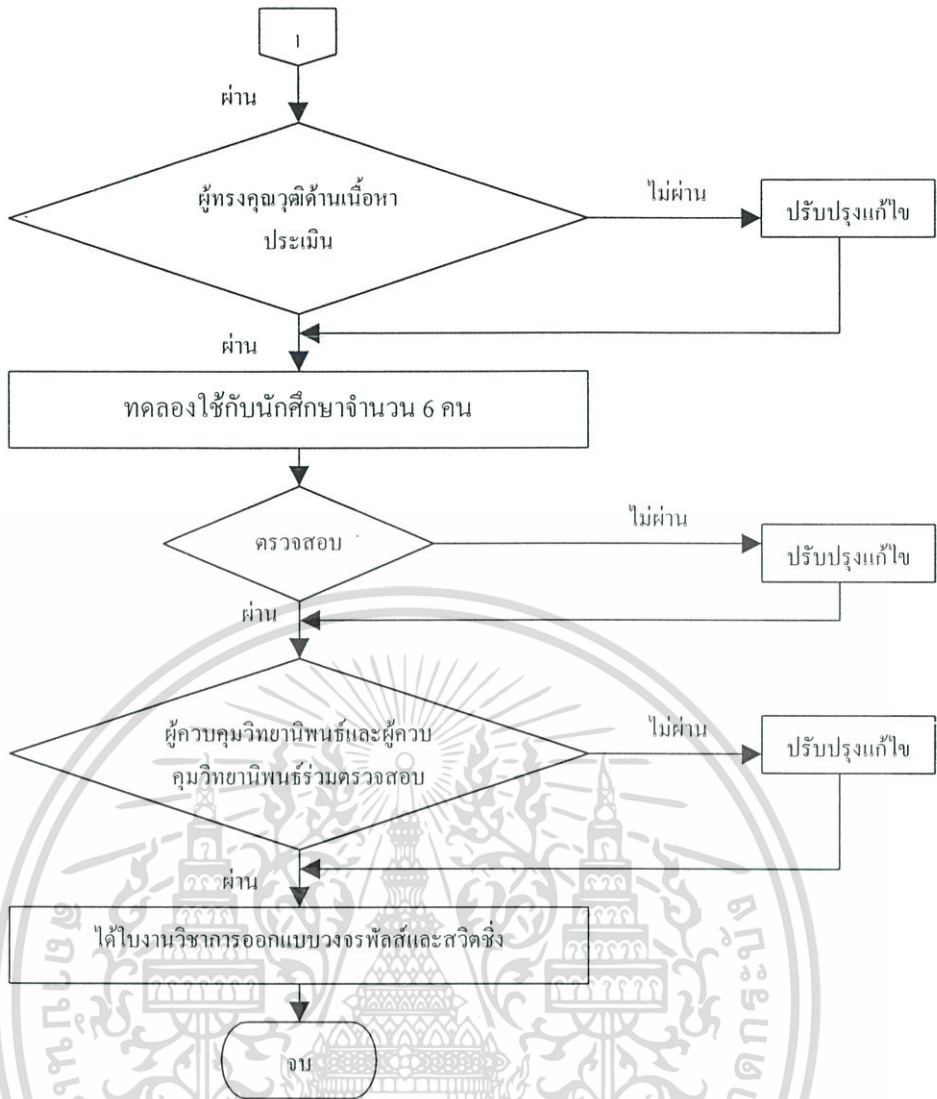 1
ผ่าน
ผู้ทรงคุณวุฒิด้านเนื้อหา
ประเมิน
ไม่ผ่าน
ปรับปรุงแก้ไข
ผ่าน
ทดลองใช้กับนักศึกษาจำนวน 6 คน
ตรวจสอบ
ไม่ผ่าน
ปรับปรุงแก้ไข
ผ่าน
ผู้ควบคุมวิทยานิพนธ์และผู้ควบ
คุมวิทยานิพนธ์ร่วมตรวจสอบ
ไม่ผ่าน
ปรับปรุงแก้ไข
ผ่าน
ได้ใบงานวิชาการออกแบบวงจรพัลส์และสวิตชิ่ง
จบ